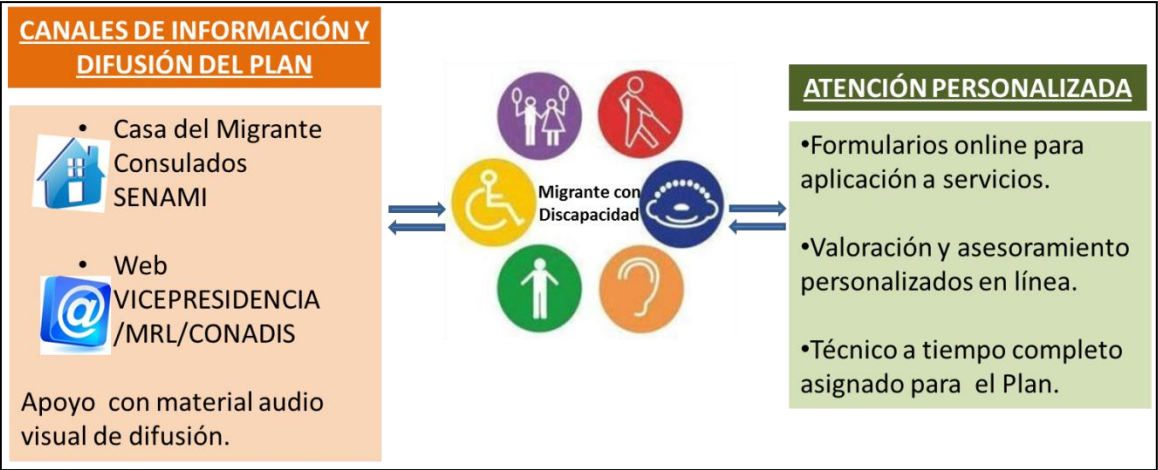 CANALES DE INFORMACIÓN Y
DIFUSIÓN DEL PLAN
• Casa del Migrante
Consulados
SENAMI
• Web
VICEPRESIDENCIA
/MRL/CONADIS
Apoyo con material audio
visual de difusión.
Migrante con
Discapacidad
ATENCIÓN PERSONALIZADA
•Formularios online para
aplicación a servicios.
•Valoración y asesoramiento
personalizados en línea.
•Técnico a tiempo completo
asignado para el Plan.